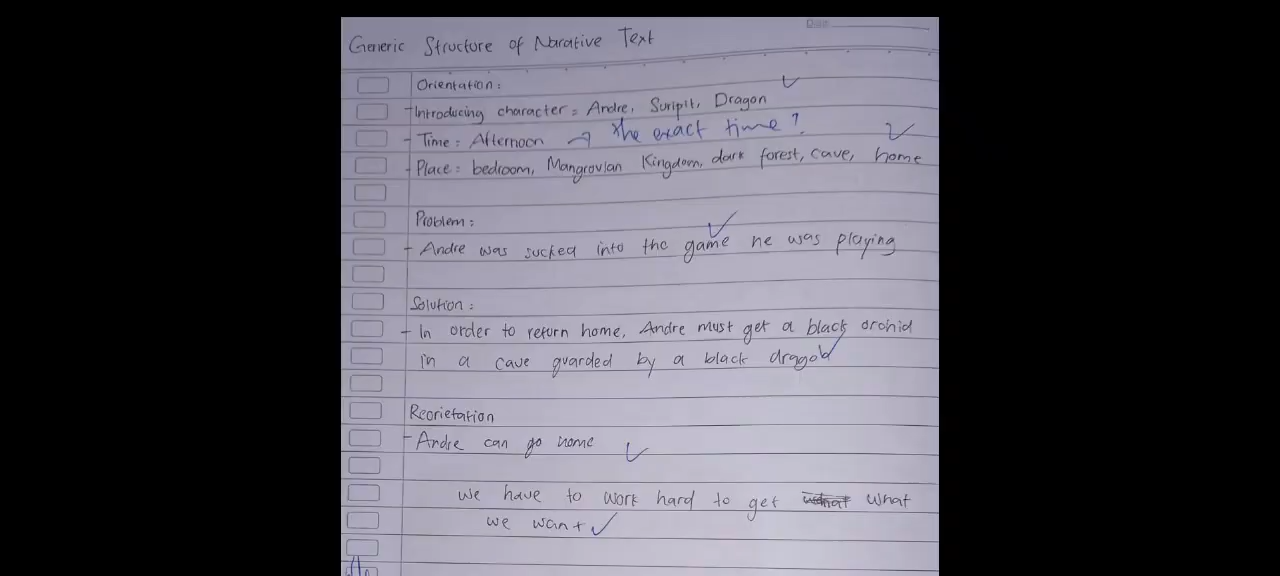 Date
Generic Structure of Narative Text
Orientation:
- Introducing character = Andre, Suripit, Dragon
- Time = Afternoon → the exact time?
- Place = bedroom, Mangrovian Kingdom, dark forest, cave, home
Problem:
- Andre was sucked into the game he was playing
Solution:
- In order to return home, Andre must get a black orchid
in a cave guarded by a black dragon
Reorietation
- Andre can go home
we have to work hard to get what
we want